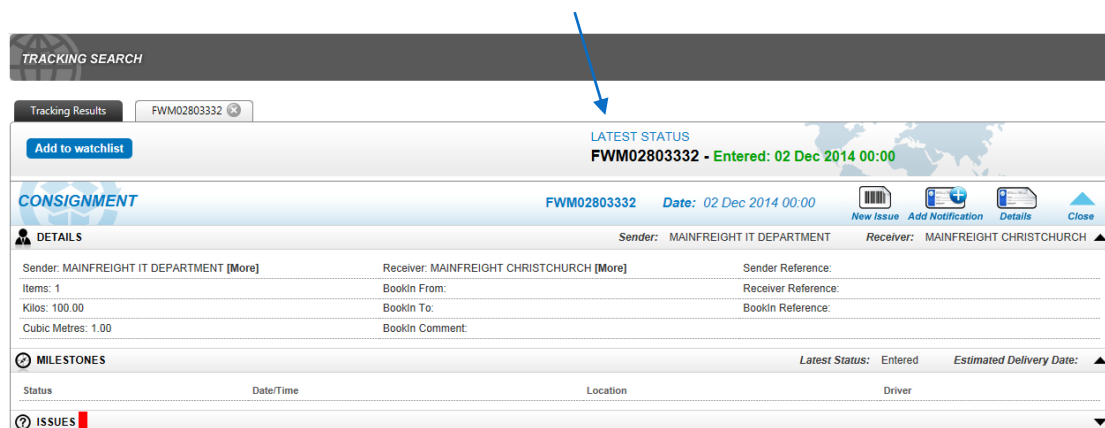 TRACKING SEARCH
Tracking Results FWM02803332
Add to watchlist
LATEST STATUS
FWM02803332 - Entered: 02 Dec 2014 00:00
CONSIGNMENT FWM02803332 Date: 02 Dec 2014 00:00 New Issue Add Notification Details Close
DETAILS Sender: MAINFREIGHT IT DEPARTMENT Receiver: MAINFREIGHT CHRISTCHURCH
Sender: MAINFREIGHT IT DEPARTMENT [More] Receiver: MAINFREIGHT CHRISTCHURCH [More] Sender Reference:
Items: 1 BookIn From: Receiver Reference:
Kilos: 100.00 BookIn To: BookIn Reference:
Cubic Metres: 1.00 BookIn Comment:
MILESTONES Latest Status: Entered Estimated Delivery Date:
Status Date/Time Location Driver
ISSUES